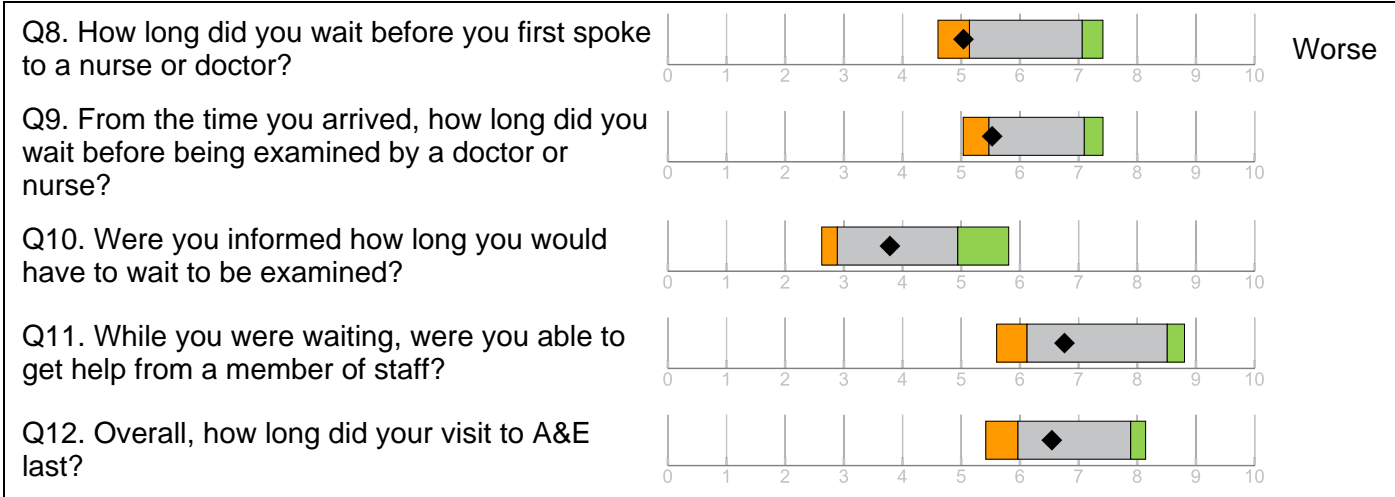 Q8. How long did you wait before you first spoke
to a nurse or doctor?
0 1 2 3 4 5 6 7 8 9 10
Worse
Q9. From the time you arrived, how long did you
wait before being examined by a doctor or
nurse?
0 1 2 3 4 5 6 7 8 9 10
Q10. Were you informed how long you would
have to wait to be examined?
0 1 2 3 4 5 6 7 8 9 10
Q11. While you were waiting, were you able to
get help from a member of staff?
0 1 2 3 4 5 6 7 8 9 10
Q12. Overall, how long did your visit to A&E
last?
0 1 2 3 4 5 6 7 8 9 10